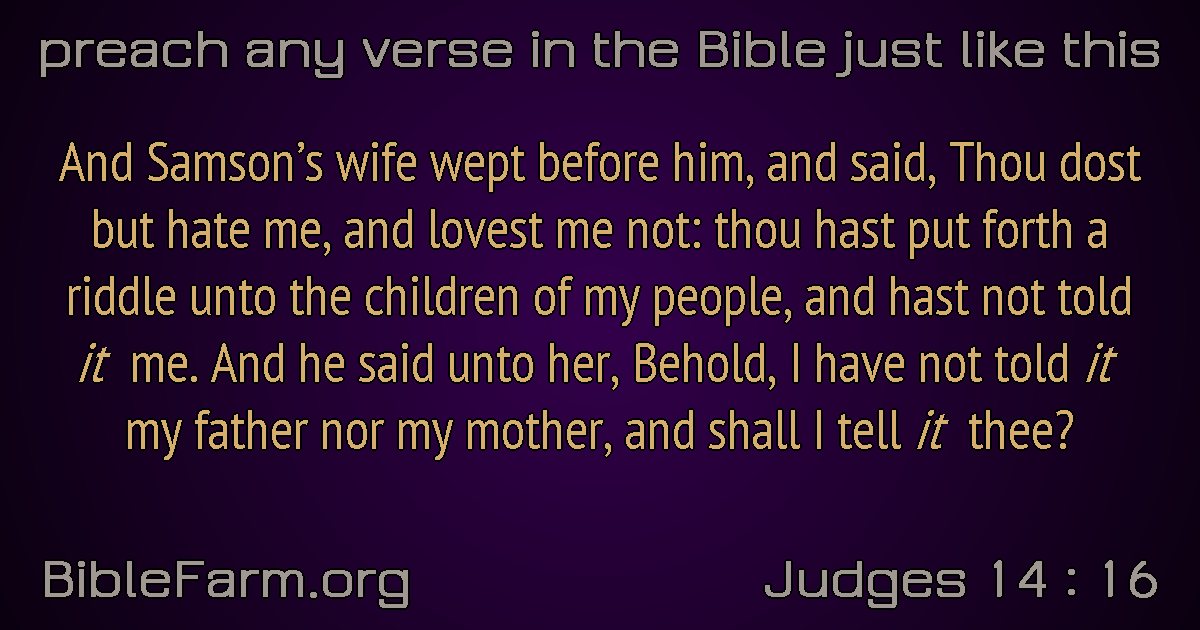 preach any verse in the Bible just like this
And Samson’s wife wept before him, and said, Thou dost
but hate me, and lovest me not: thou hast put forth a
riddle unto the children of my people, and hast not told
it me. And he said unto her, Behold, I have not told it
my father nor my mother, and shall I tell it thee?
BibleFarm.org
Judges 14 : 16